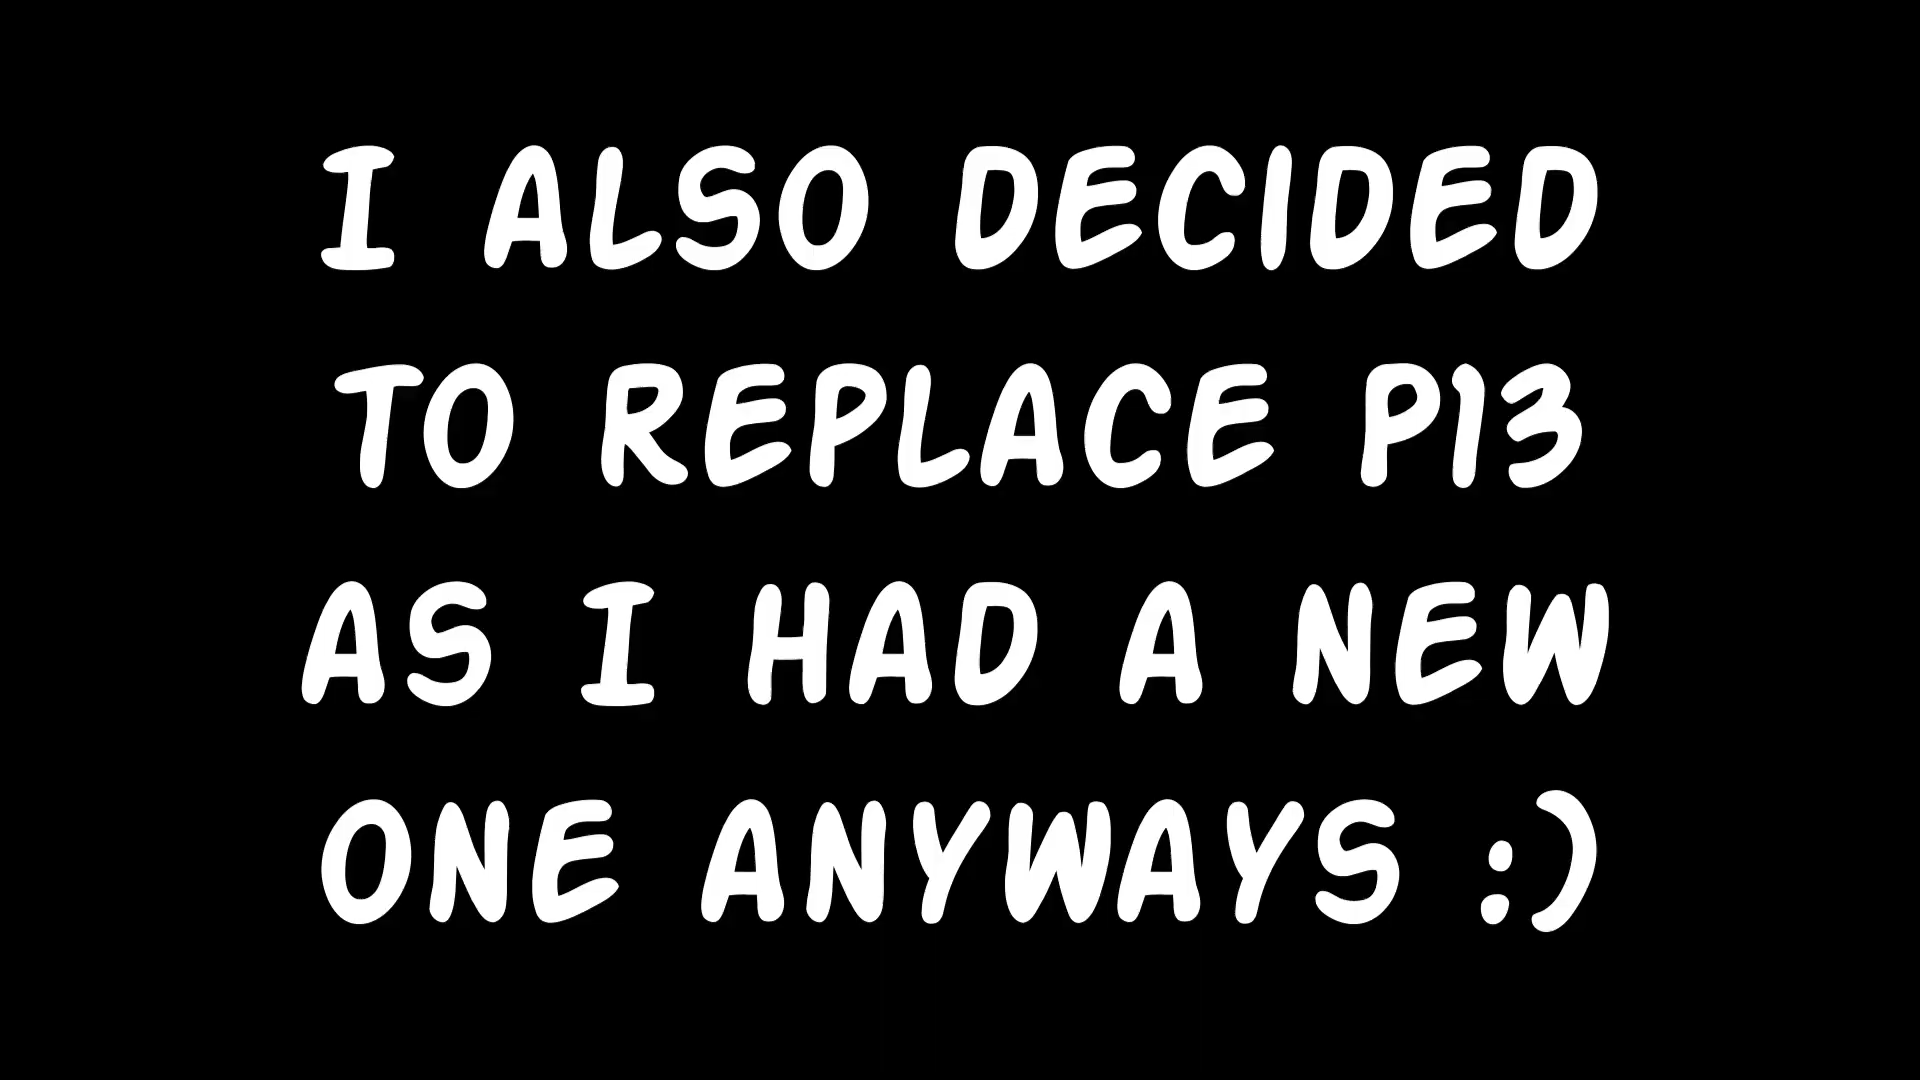 I ALSO DECIDED
TO REPLACE P13
AS I HAD A NEW
ONE ANYWAYS :)